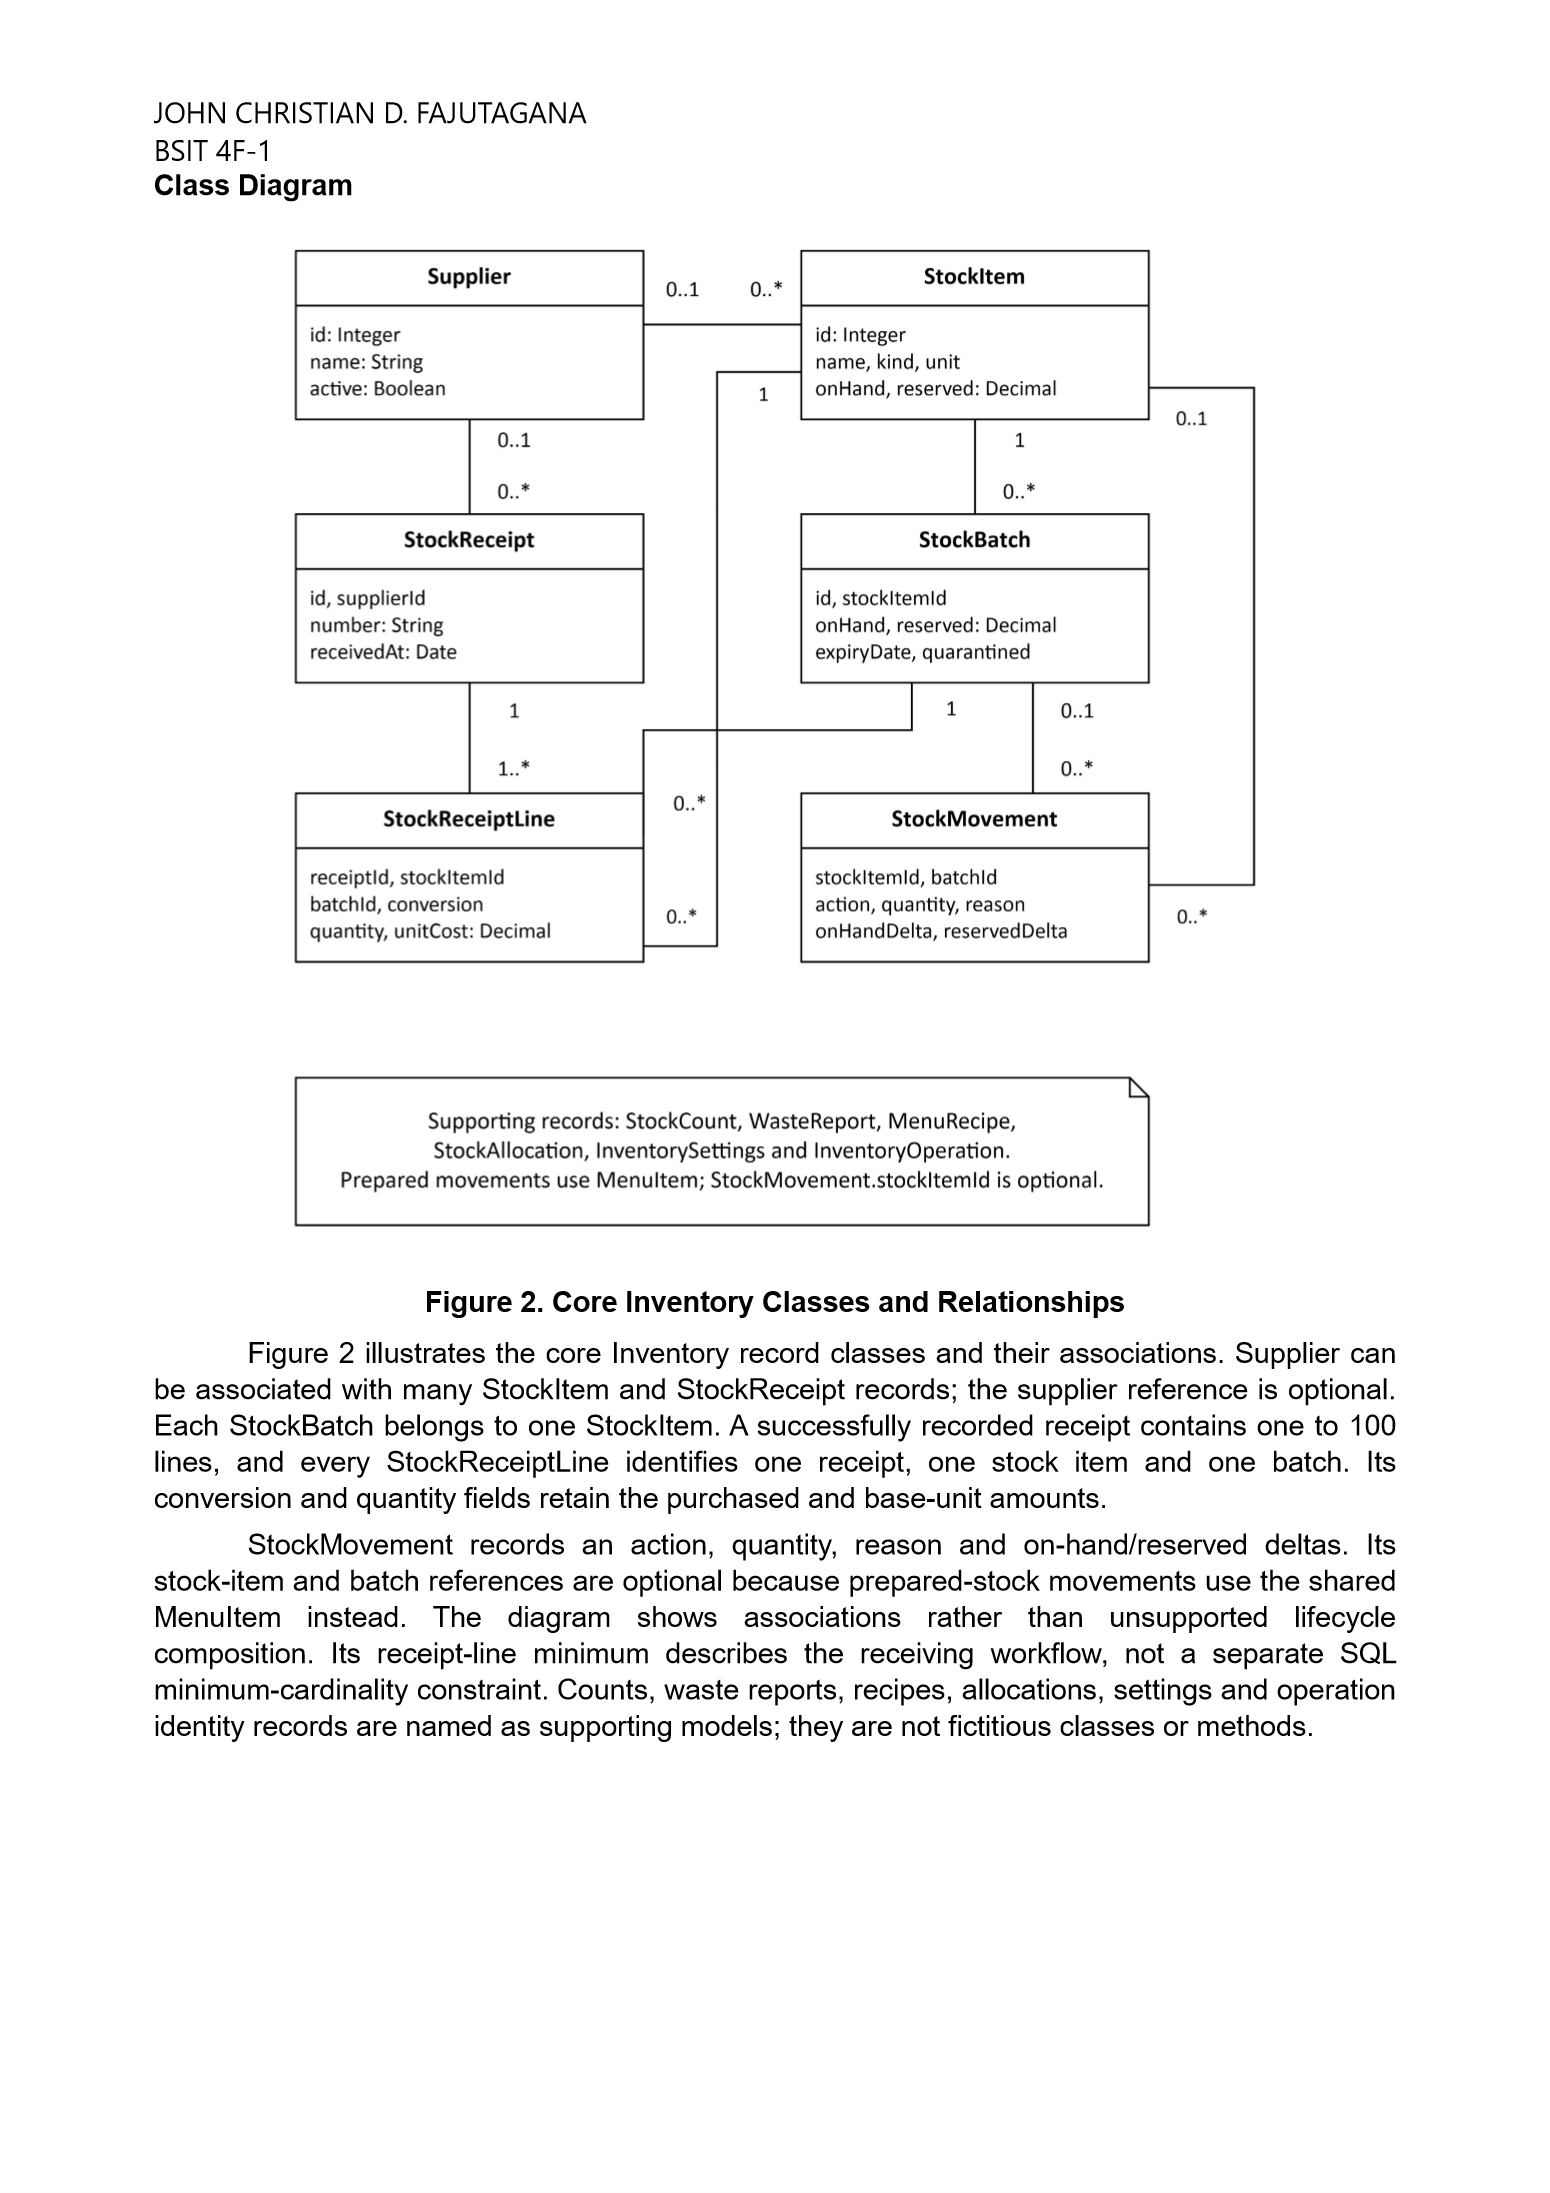 JOHN CHRISTIAN D. FAJUTAGANA
BSIT 4F-1
Class Diagram
Supplier
id: Integer
name: String
active: Boolean
0..1
0..*
StockItem
id: Integer
name, kind, unit
onHand, reserved: Decimal
1
0..1
0..1
0..*
1
0..*
StockReceipt
id, supplierId
number: String
receivedAt: Date
StockBatch
id, stockItemId
onHand, reserved: Decimal
expiryDate, quarantined
1
1..*
1
0..1
0..*
StockReceiptLine
receiptId, stockItemId
batchId, conversion
quantity, unitCost: Decimal
0..*
0..*
StockMovement
stockItemId, batchId
action, quantity, reason
onHandDelta, reservedDelta
0..*
Supporting records: StockCount, WasteReport, MenuRecipe,
StockAllocation, InventorySettings and InventoryOperation.
Prepared movements use MenuItem; StockMovement.stockItemId is optional.
Figure 2. Core Inventory Classes and Relationships
Figure 2 illustrates the core Inventory record classes and their associations. Supplier can
be associated with many StockItem and StockReceipt records; the supplier reference is optional.
Each StockBatch belongs to one StockItem. A successfully recorded receipt contains one to 100
lines, and every StockReceiptLine identifies one receipt, one stock item and one batch. Its
conversion and quantity fields retain the purchased and base-unit amounts.
StockMovement records an action, quantity, reason and on-hand/reserved deltas. Its
stock-item and batch references are optional because prepared-stock movements use the shared
MenuItem instead. The diagram shows associations rather than unsupported lifecycle
composition. Its receipt-line minimum describes the receiving workflow, not a separate SQL
minimum-cardinality constraint. Counts, waste reports, recipes, allocations, settings and operation
identity records are named as supporting models; they are not fictitious classes or methods.